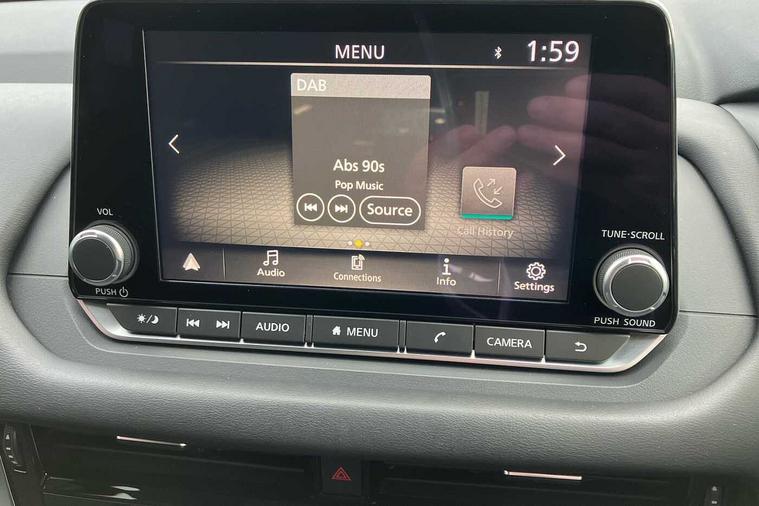 MENU
1:59
DAB
Abs 90s
Pop Music
Source
Call History
Audio
Connections
Info
Settings
VOL
PUSH
TUNE·SCROLL
PUSH SOUND
AUDIO
MENU
CAMERA